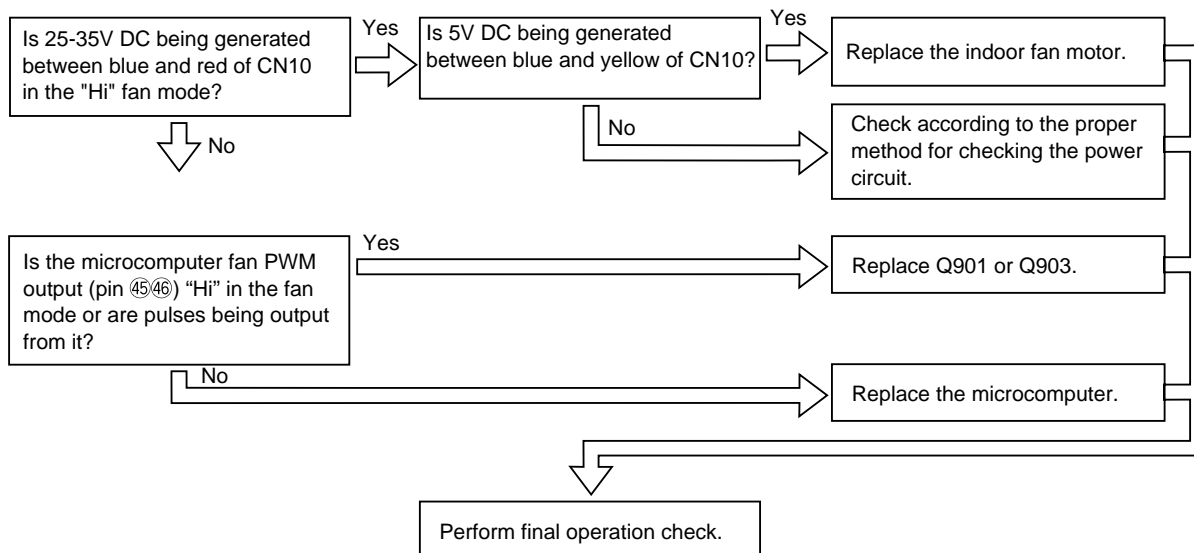 Is 25-35V DC being generated
between blue and red of CN10
in the "Hi" fan mode?
Yes
Is 5V DC being generated
between blue and yellow of CN10?
Yes
Replace the indoor fan motor.
No
No
Check according to the proper
method for checking the power
circuit.
Is the microcomputer fan PWM
output (pin ㊺㊻) “Hi” in the fan
mode or are pulses being output
from it?
Yes
Replace Q901 or Q903.
No
Replace the microcomputer.
Perform final operation check.